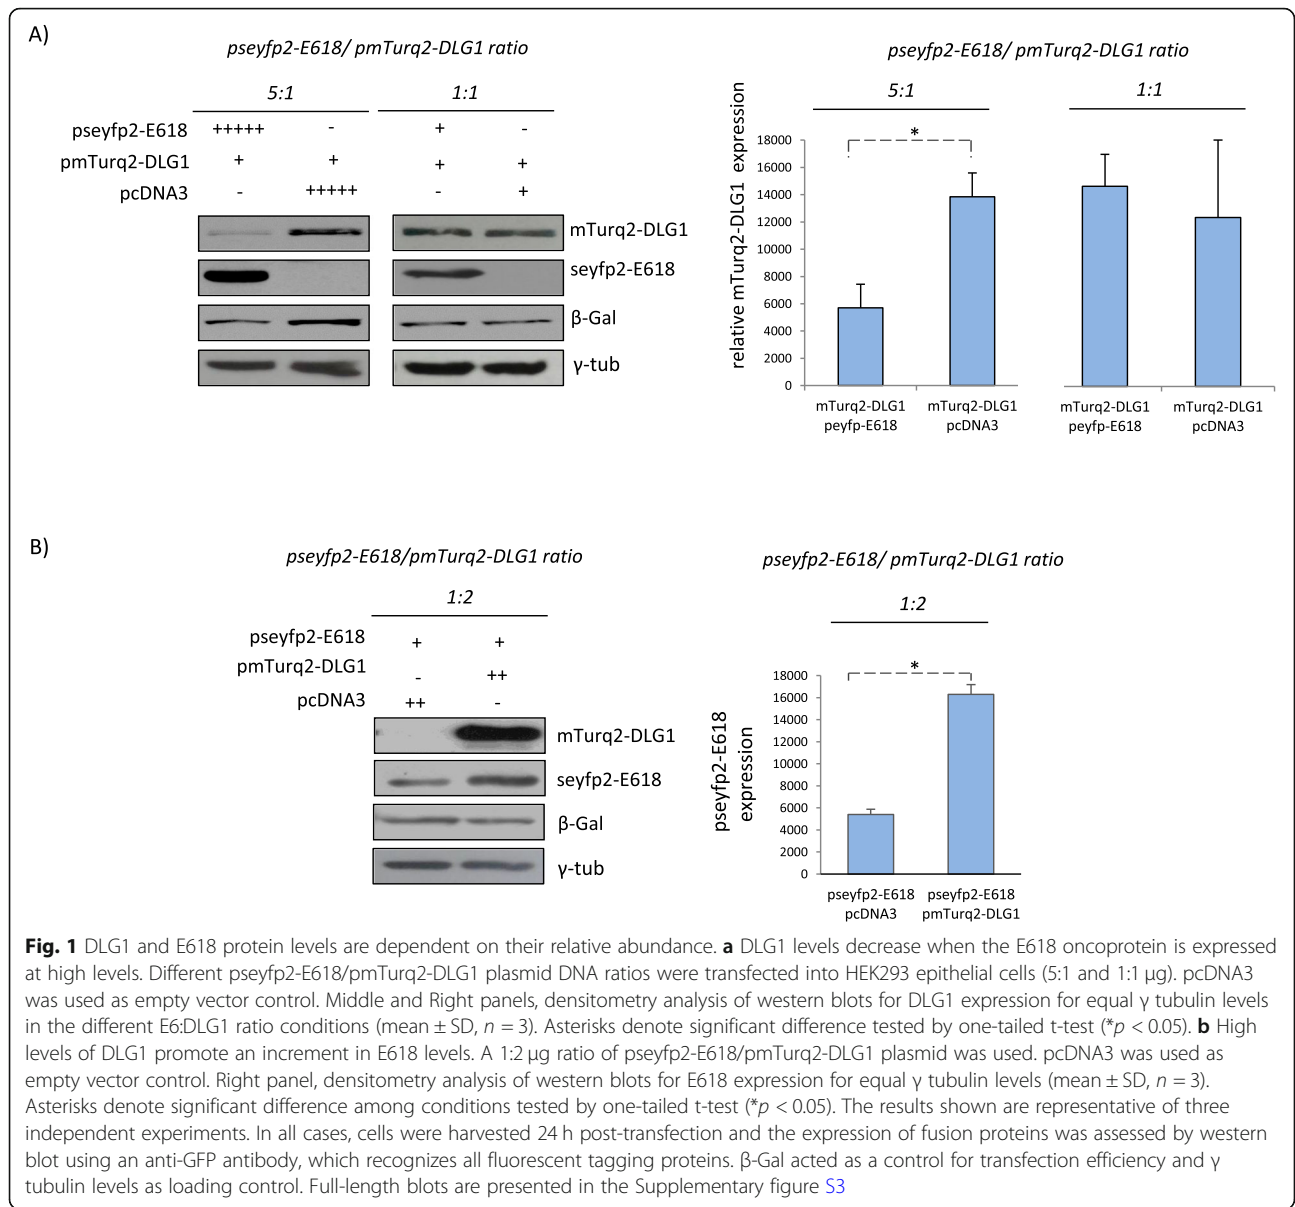 A)
pseyfp2-E618/ pmTurq2-DLG1 ratio
5:1 1:1
pseyfp2-E618 +++++ - + -
pmTurq2-DLG1 + + + +
pcDNA3 - +++++ - +
mTurq2-DLG1
seyfp2-E618
β-Gal
γ-tub
pseyfp2-E618/ pmTurq2-DLG1 ratio
5:1 1:1
relative mTurq2-DLG1 expression
*
18000
16000
14000
12000
10000
8000
6000
4000
2000
0
mTurq2-DLG1 mTurq2-DLG1 mTurq2-DLG1 mTurq2-DLG1
peyfp-E618 pcDNA3 peyfp-E618 pcDNA3
B)
pseyfp2-E618/pmTurq2-DLG1 ratio
1:2
pseyfp2-E618 + +
pmTurq2-DLG1 - ++
pcDNA3 ++ -
mTurq2-DLG1
seyfp2-E618
β-Gal
γ-tub
pseyfp2-E618/ pmTurq2-DLG1 ratio
1:2
pseyfp2-E618
expression
*
18000
16000
14000
12000
10000
8000
6000
4000
2000
0
pseyfp2-E618 pseyfp2-E618
pcDNA3 pmTurq2-DLG1
Fig. 1 DLG1 and E618 protein levels are dependent on their relative abundance. a DLG1 levels decrease when the E618 oncoprotein is expressed
at high levels. Different pseyfp2-E618/pmTurq2-DLG1 plasmid DNA ratios were transfected into HEK293 epithelial cells (5:1 and 1:1 μg). pcDNA3
was used as empty vector control. Middle and Right panels, densitometry analysis of western blots for DLG1 expression for equal γ tubulin levels
in the different E6:DLG1 ratio conditions (mean ± SD, n = 3). Asterisks denote significant difference tested by one-tailed t-test (*p < 0.05). b High
levels of DLG1 promote an increment in E618 levels. A 1:2 μg ratio of pseyfp2-E618/pmTurq2-DLG1 plasmid was used. pcDNA3 was used as
empty vector control. Right panel, densitometry analysis of western blots for E618 expression for equal γ tubulin levels (mean ± SD, n = 3).
Asterisks denote significant difference among conditions tested by one-tailed t-test (*p < 0.05). The results shown are representative of three
independent experiments. In all cases, cells were harvested 24 h post-transfection and the expression of fusion proteins was assessed by western
blot using an anti-GFP antibody, which recognizes all fluorescent tagging proteins. β-Gal acted as a control for transfection efficiency and γ
tubulin levels as loading control. Full-length blots are presented in the Supplementary figure S3